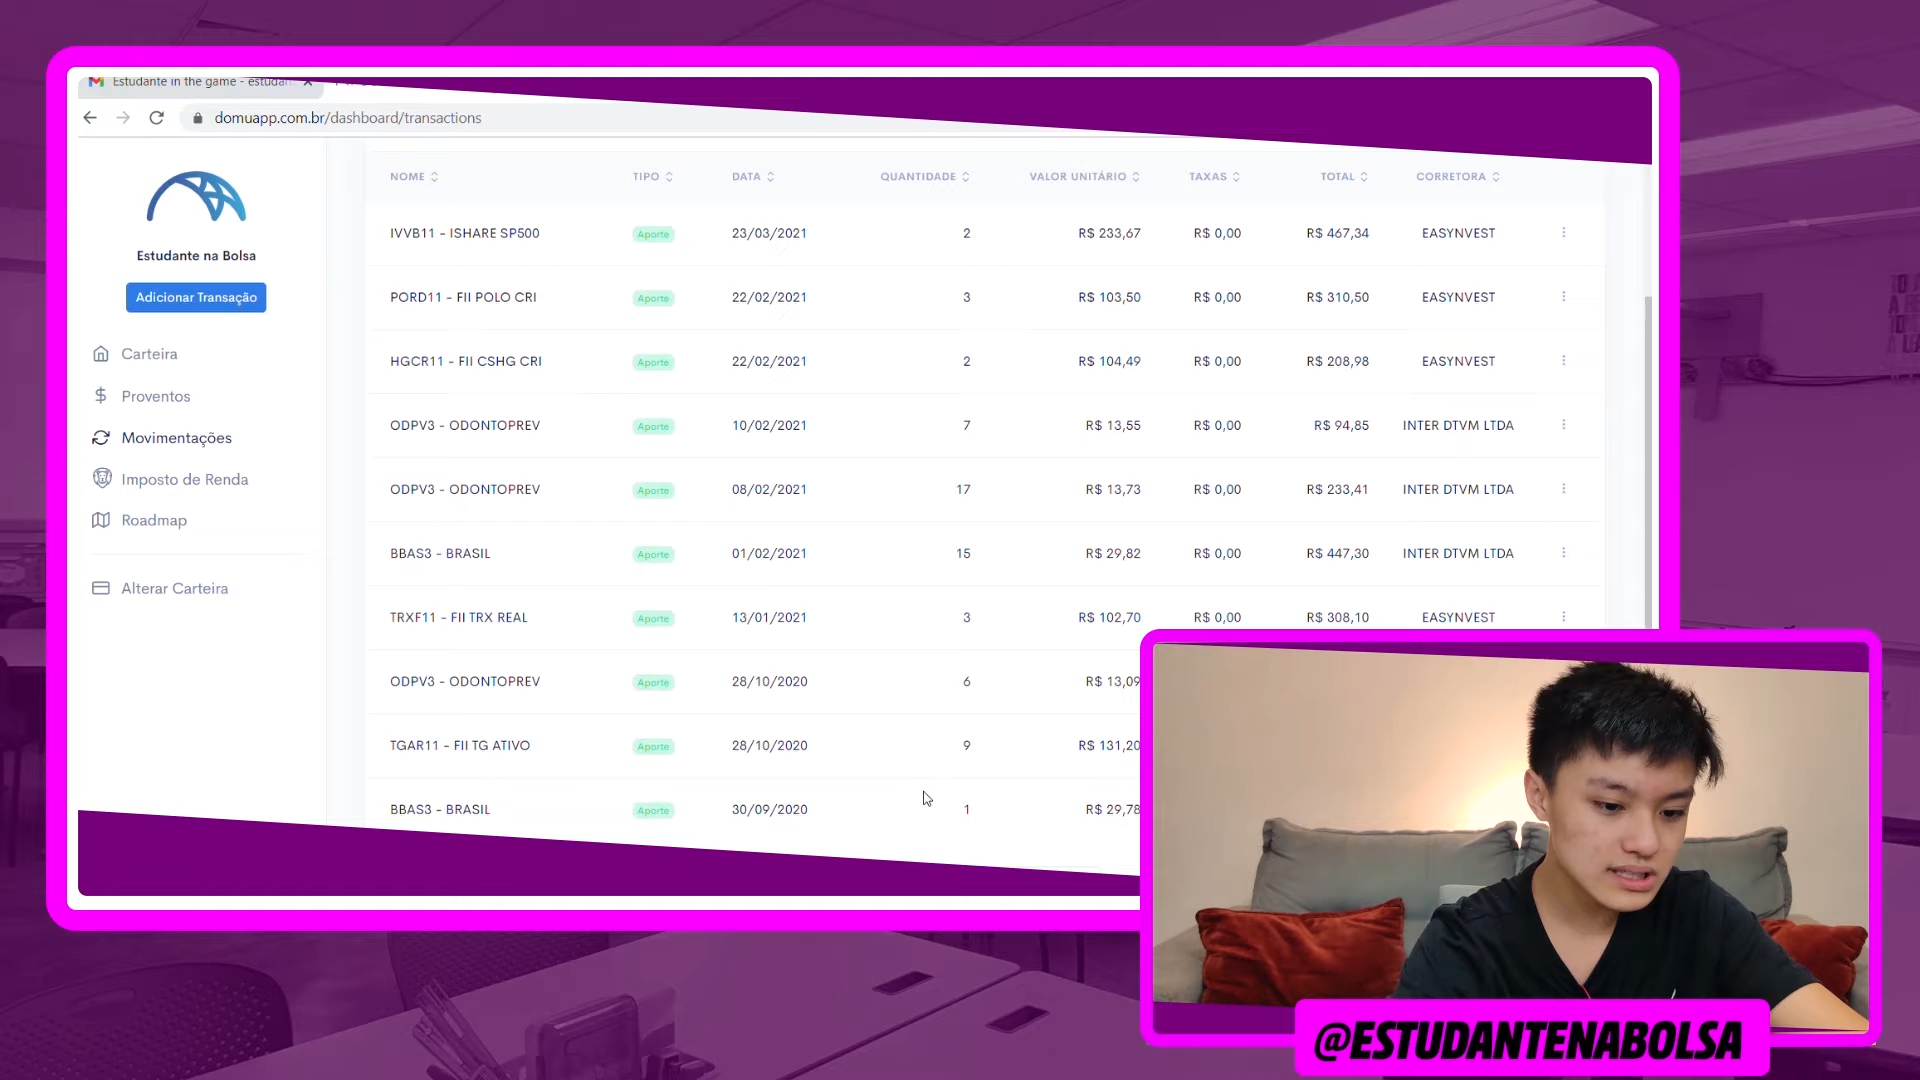 Estudante in the game - estudan
domuapp.com.br/dashboard/transactions
Estudante na Bolsa
Adicionar Transação
Carteira
Proventos
Movimentações
Imposto de Renda
Roadmap
Alterar Carteira
NOME TIPO DATA QUANTIDADE VALOR UNITÁRIO TAXAS TOTAL CORRETORA
IVVB11 - ISHARE SP500 Aporte 23/03/2021 2 R$ 233,67 R$ 0,00 R$ 467,34 EASYNVEST
PORD11 - FII POLO CRI Aporte 22/02/2021 3 R$ 103,50 R$ 0,00 R$ 310,50 EASYNVEST
HGCR11 - FII CSHG CRI Aporte 22/02/2021 2 R$ 104,49 R$ 0,00 R$ 208,98 EASYNVEST
ODPV3 - ODONTOPREV Aporte 10/02/2021 7 R$ 13,55 R$ 0,00 R$ 94,85 INTER DTVM LTDA
ODPV3 - ODONTOPREV Aporte 08/02/2021 17 R$ 13,73 R$ 0,00 R$ 233,41 INTER DTVM LTDA
BBAS3 - BRASIL Aporte 01/02/2021 15 R$ 29,82 R$ 0,00 R$ 447,30 INTER DTVM LTDA
TRXF11 - FII TRX REAL Aporte 13/01/2021 3 R$ 102,70 R$ 0,00 R$ 308,10 EASYNVEST
ODPV3 - ODONTOPREV Aporte 28/10/2020 6 R$ 13,09
TGAR11 - FII TG ATIVO Aporte 28/10/2020 9 R$ 131,20
BBAS3 - BRASIL Aporte 30/09/2020 1 R$ 29,78
@ESTUDANTENABOLSA